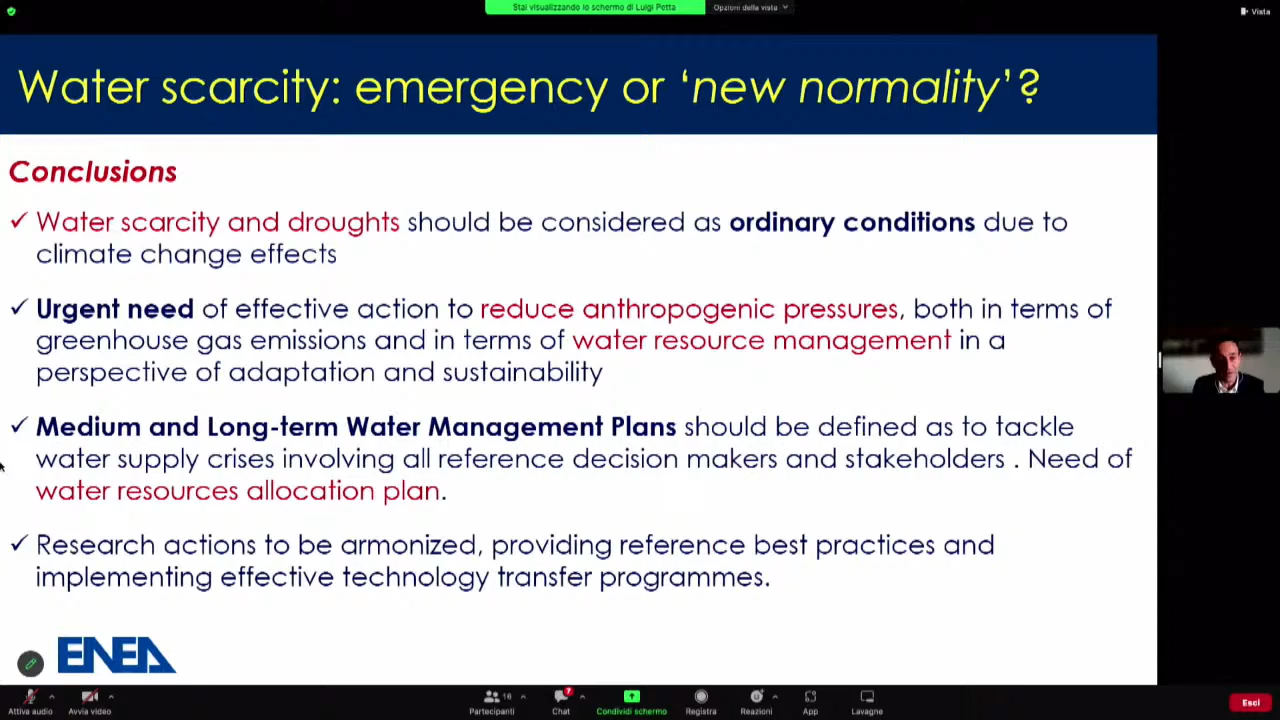 Stai visualizzando lo schermo di Luigi Petta
Opzioni della vista
Vista
Water scarcity: emergency or ‘new normality’?
Conclusions
✓ Water scarcity and droughts should be considered as ordinary conditions due to
climate change effects
✓ Urgent need of effective action to reduce anthropogenic pressures, both in terms of
greenhouse gas emissions and in terms of water resource management in a
perspective of adaptation and sustainability
✓ Medium and Long-term Water Management Plans should be defined as to tackle
water supply crises involving all reference decision makers and stakeholders . Need of
water resources allocation plan.
✓ Research actions to be armonized, providing reference best practices and
implementing effective technology transfer programmes.
ENEA
Attiva audio
Avvia video
Partecipanti
16
Chat
7
Condividi schermo
Registra
Reazioni
App
Lavagne
Esci